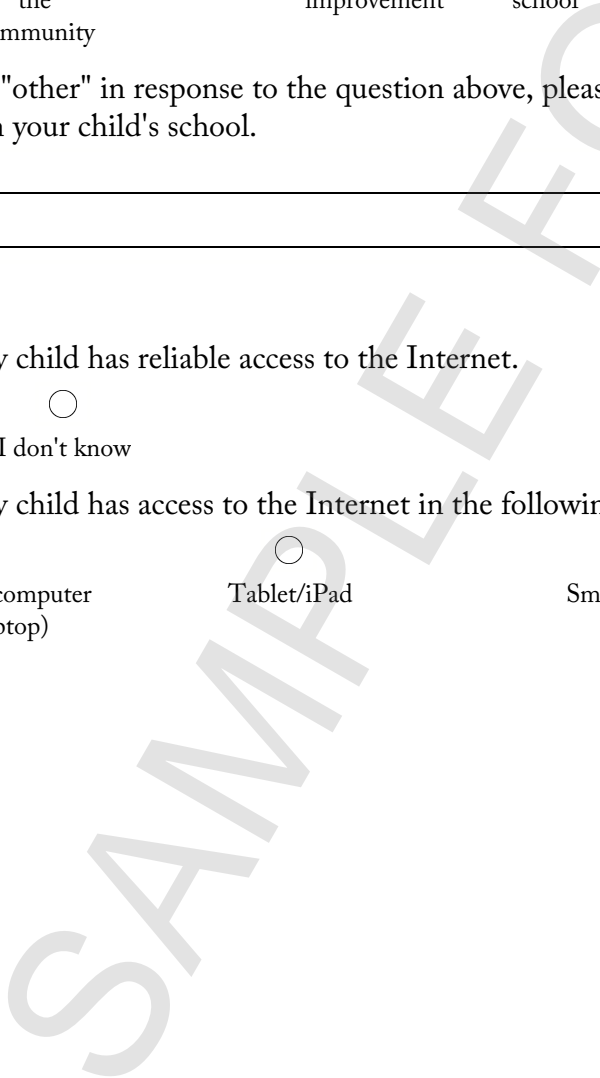 the improvement school
mmunity
"other" in response to the question above, pleas
n your child's school.
y child has reliable access to the Internet.
I don't know
y child has access to the Internet in the followin
computer Tablet/iPad Sm
ptop)
SAMPLE FO